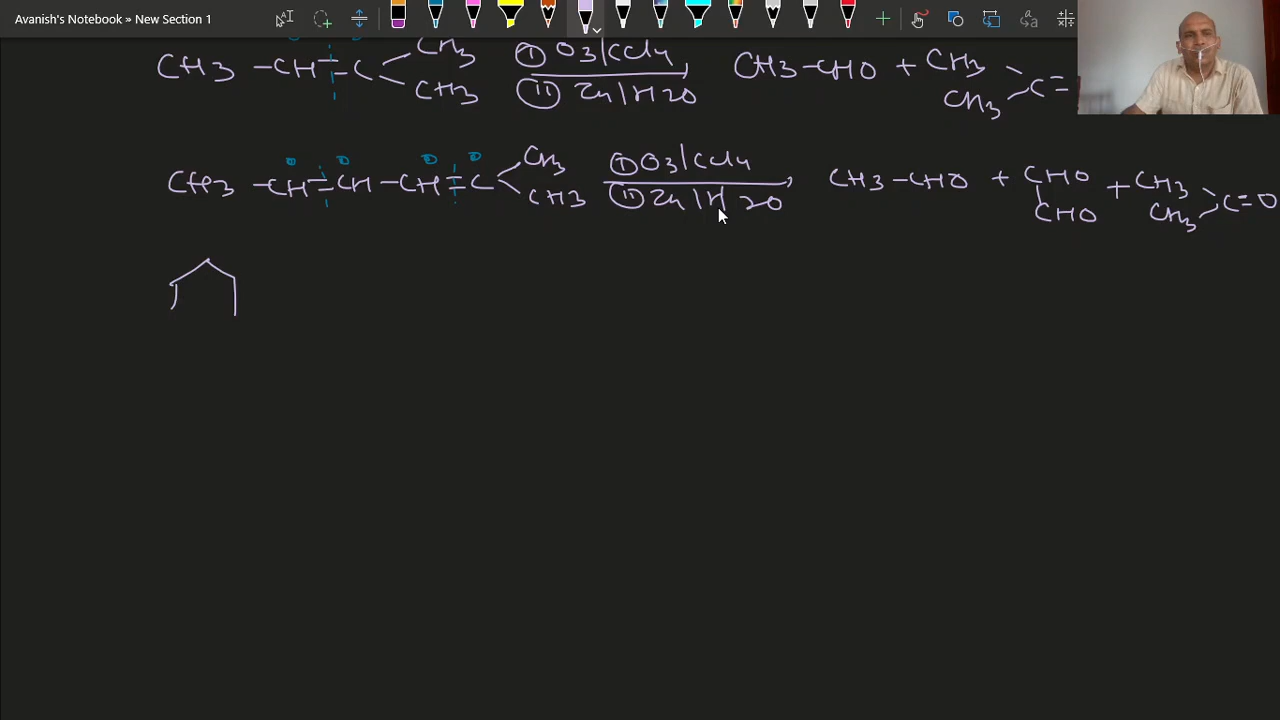 Avanish's Notebook » New Section 1
CH3 -CH = C CH3 CH3 (I) O3|CCl4 (II) Zn|H2O CH3-CHO + CH3 CH3 C=
CH3 -CH=CH-CH=C CH3 CH3 (I) O3|CCl4 (II) Zn|H2O CH3-CHO + CHO CHO + CH3 CH3 C=O